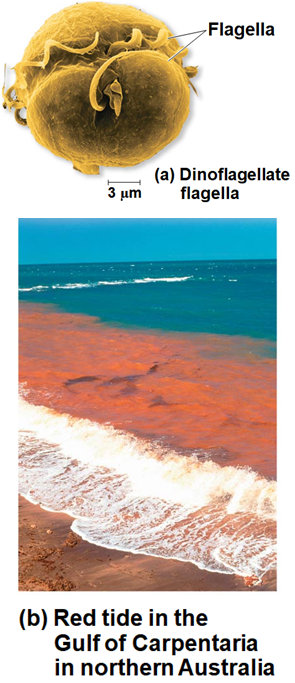 Flagella
3 μm
(a) Dinoflagellate
flagella
(b) Red tide in the
Gulf of Carpentaria
in northern Australia